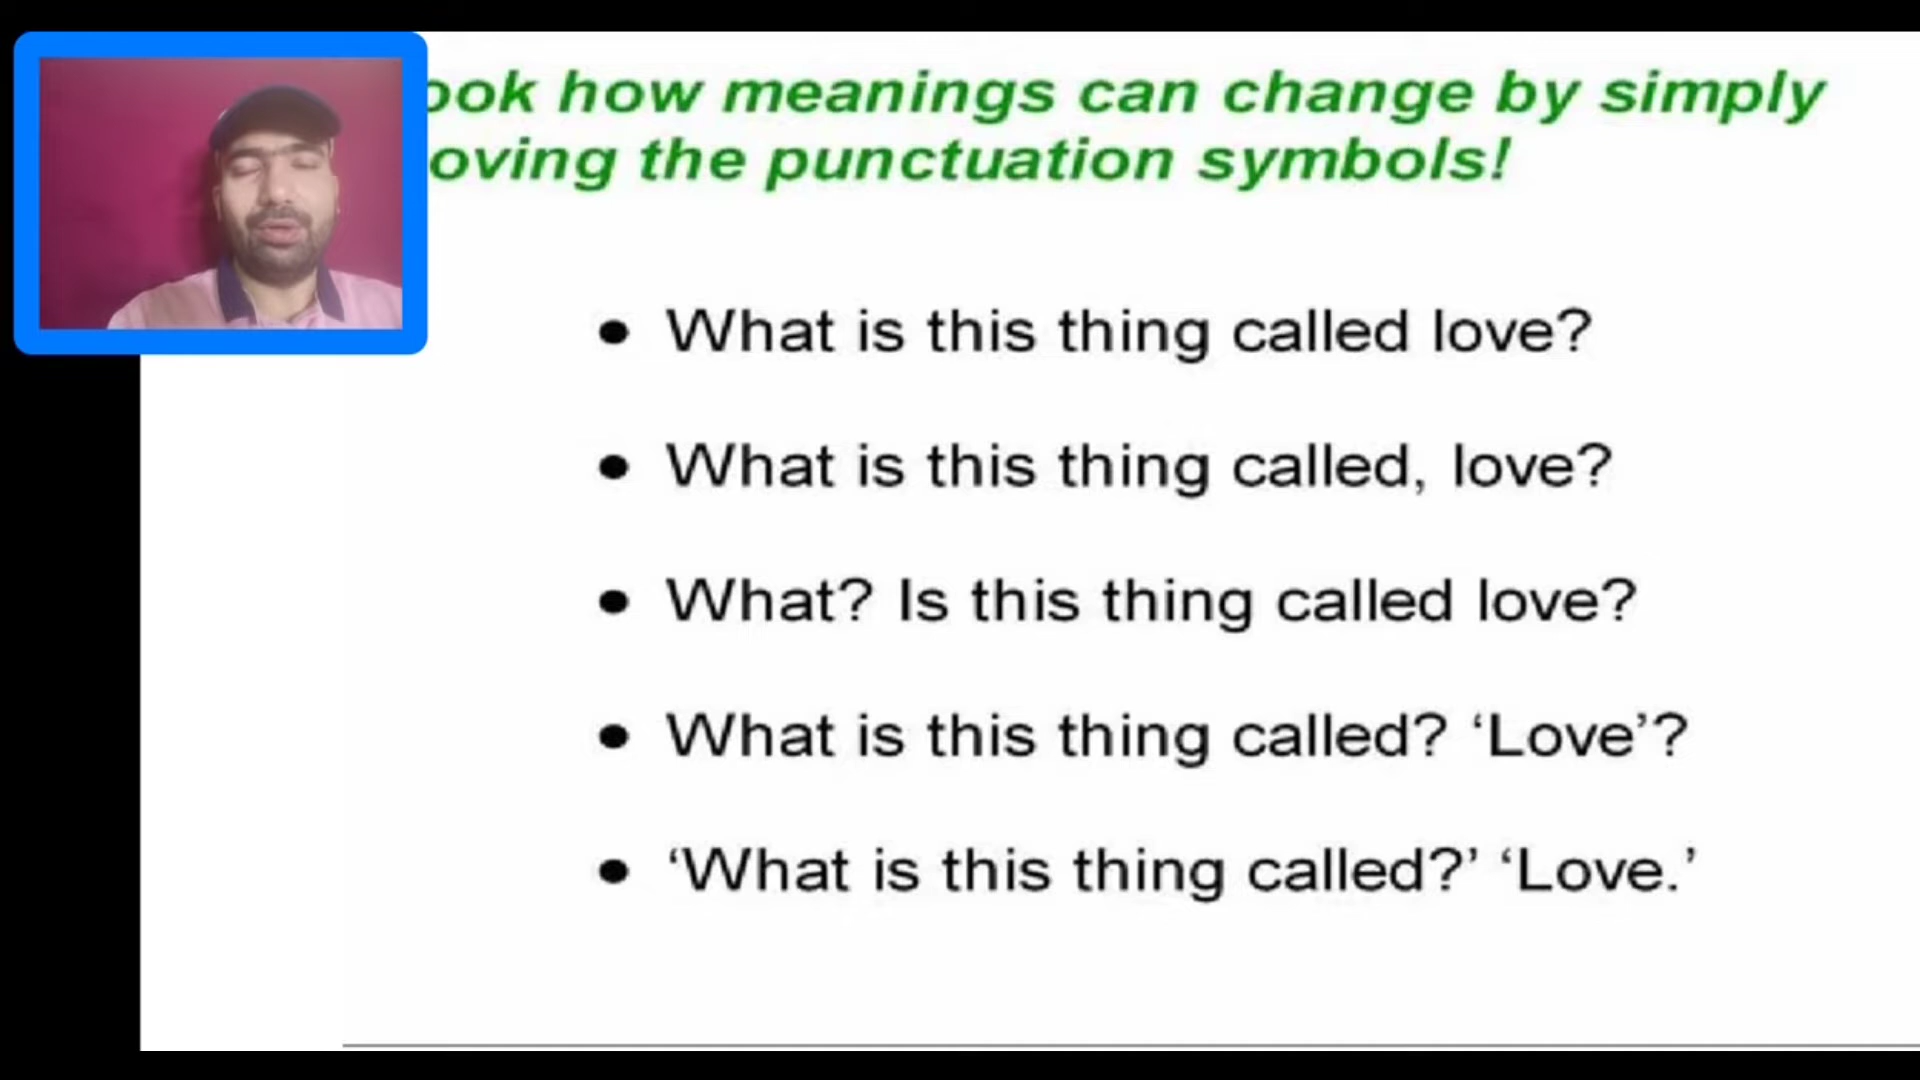 ook how meanings can change by simply
oving the punctuation symbols!
• What is this thing called love?
• What is this thing called, love?
• What? Is this thing called love?
• What is this thing called? ‘Love’?
• ‘What is this thing called?’ ‘Love.’